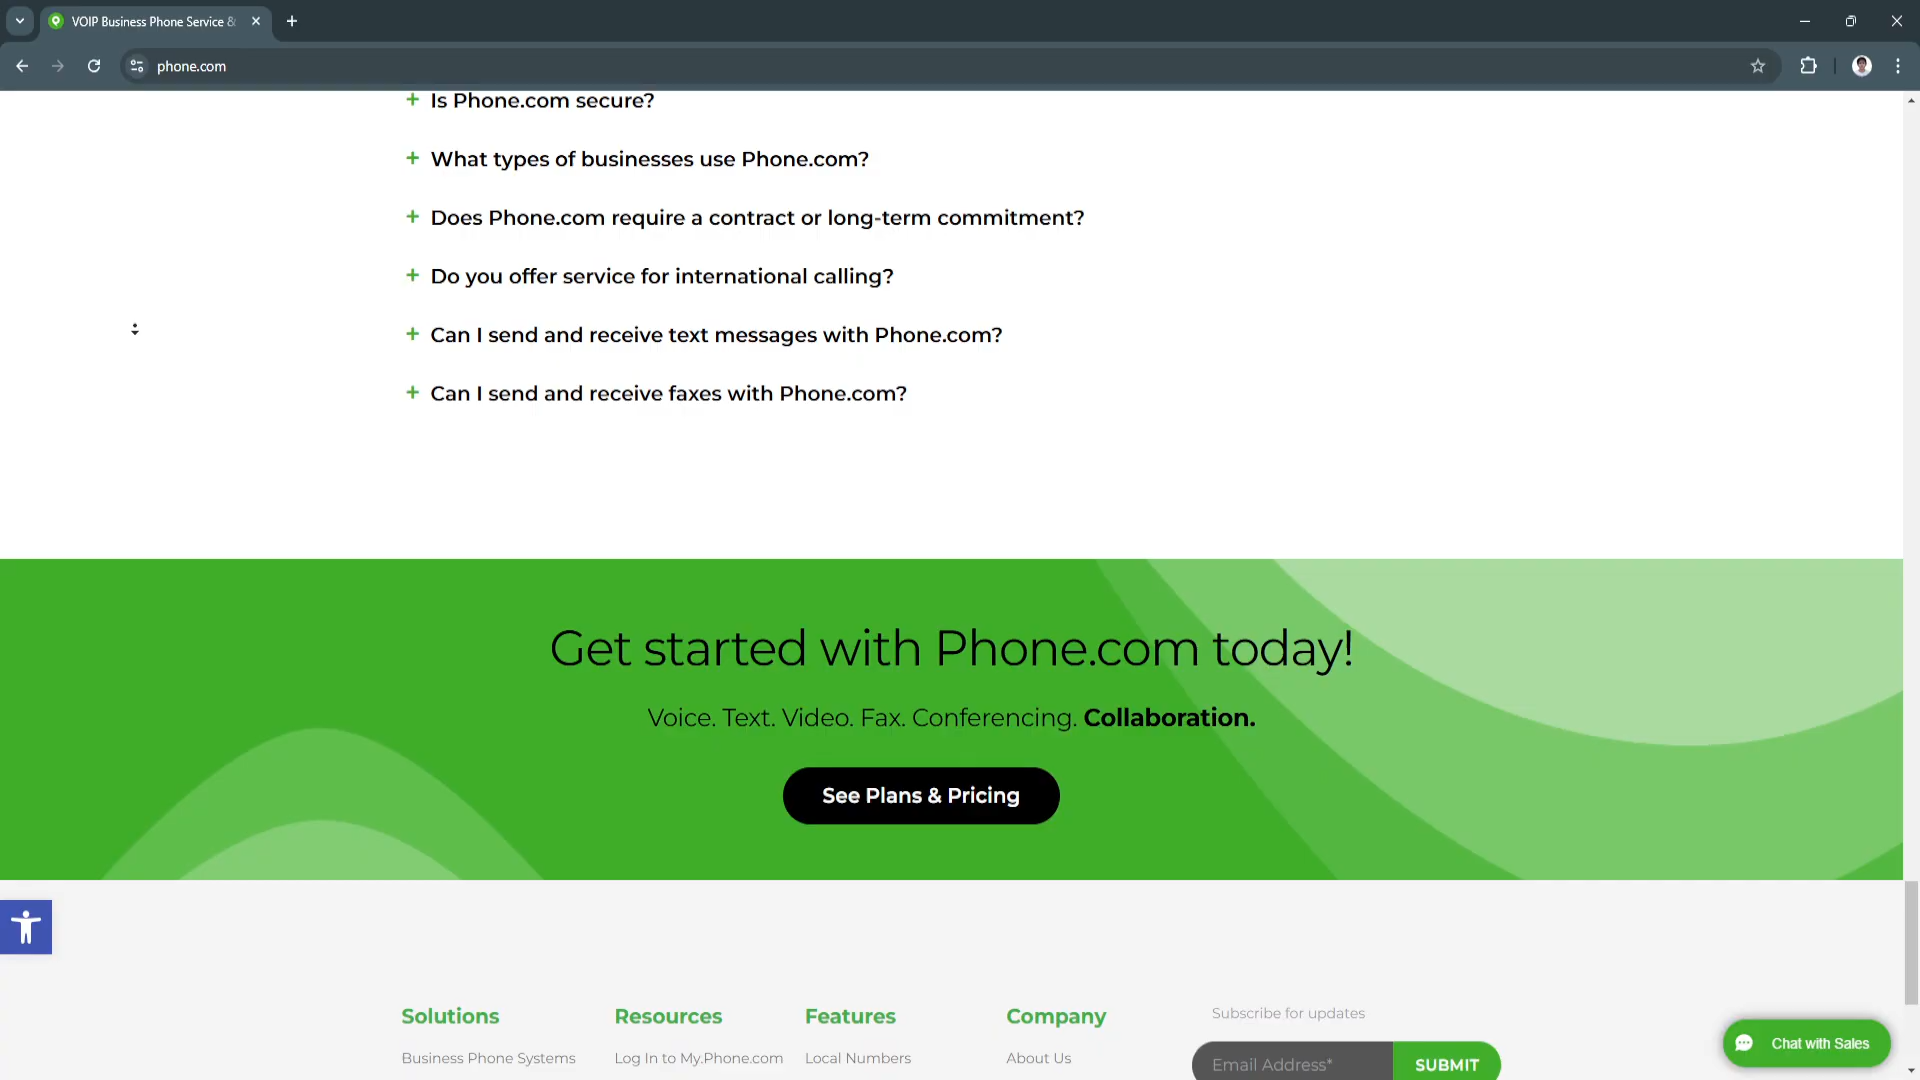 VOIP Business Phone Service &
phone.com
+ Is Phone.com secure?
+ What types of businesses use Phone.com?
+ Does Phone.com require a contract or long-term commitment?
+ Do you offer service for international calling?
+ Can I send and receive text messages with Phone.com?
+ Can I send and receive faxes with Phone.com?
Get started with Phone.com today!
Voice. Text. Video. Fax. Conferencing. Collaboration.
See Plans & Pricing
Solutions
Business Phone Systems
Resources
Log In to My.Phone.com
Features
Local Numbers
Company
About Us
Subscribe for updates
Email Address*
SUBMIT
Chat with Sales